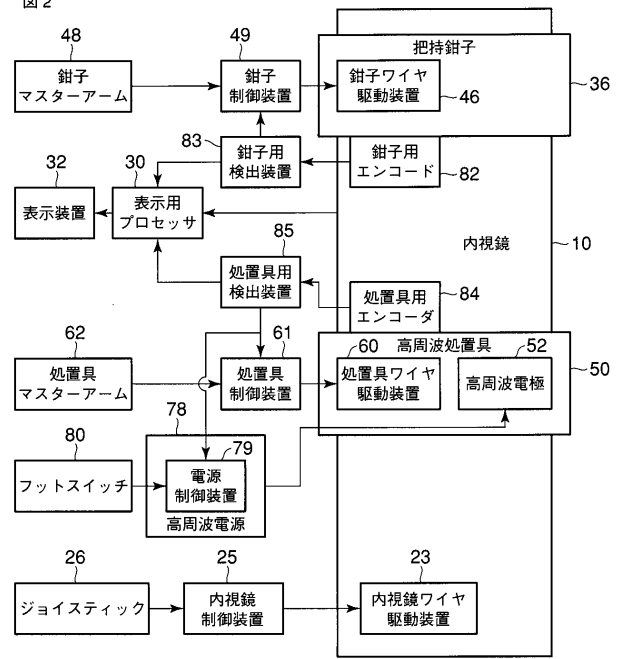 図2
48
鉗子
マスターアーム
49
鉗子
制御装置
把持鉗子
鉗子ワイヤ
駆動装置
46
36
83
鉗子用
検出装置
鉗子用
エンコード
82
32
表示装置
30
表示用
プロセッサ
内視鏡
10
85
処置具用
検出装置
処置具用
エンコーダ
84
62
処置具
マスターアーム
61
処置具
制御装置
60
高周波処置具
処置具ワイヤ
駆動装置
52
高周波電極
50
80
フットスイッチ
78
79
電源
制御装置
高周波電源
26
ジョイスティック
25
内視鏡
制御装置
23
内視鏡ワイヤ
駆動装置